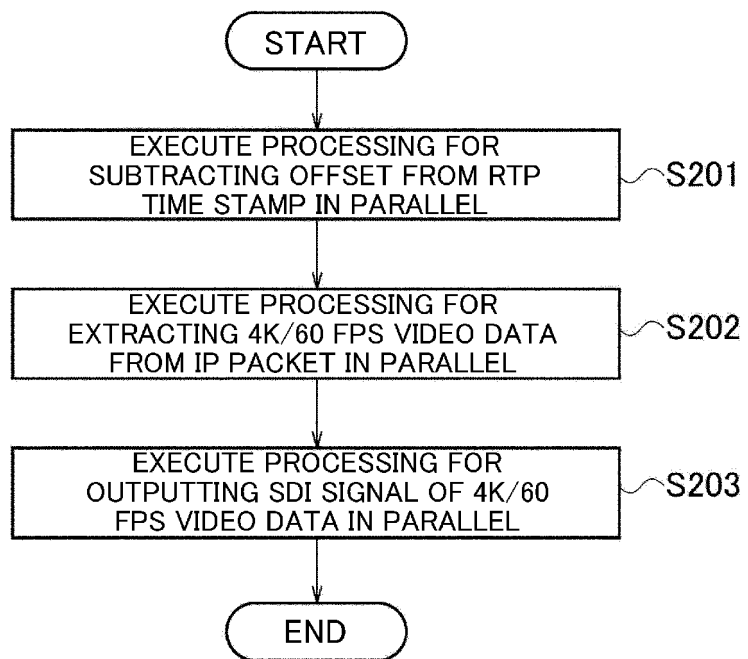 START
EXECUTE PROCESSING FOR
SUBTRACTING OFFSET FROM RTP
TIME STAMP IN PARALLEL
S201
EXECUTE PROCESSING FOR
EXTRACTING 4K/60 FPS VIDEO DATA
FROM IP PACKET IN PARALLEL
S202
EXECUTE PROCESSING FOR
OUTPUTTING SDI SIGNAL OF 4K/60
FPS VIDEO DATA IN PARALLEL
S203
END